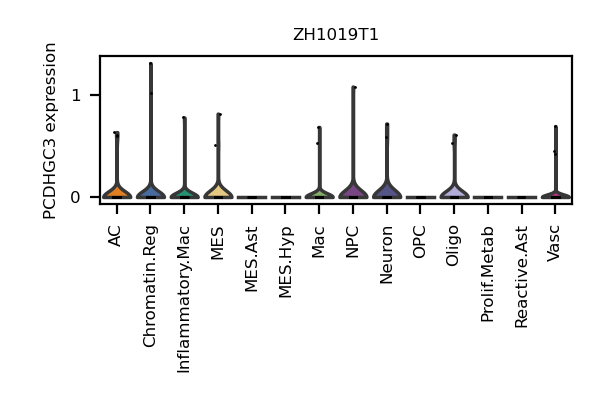 ZH1019T1
PCDHGC3 expression
1
0
AC
Chromatin.Reg
Inflammatory.Mac
MES
MES.Ast
MES.Hyp
Mac
NPC
Neuron
OPC
Oligo
Prolif.Metab
Reactive.Ast
Vasc